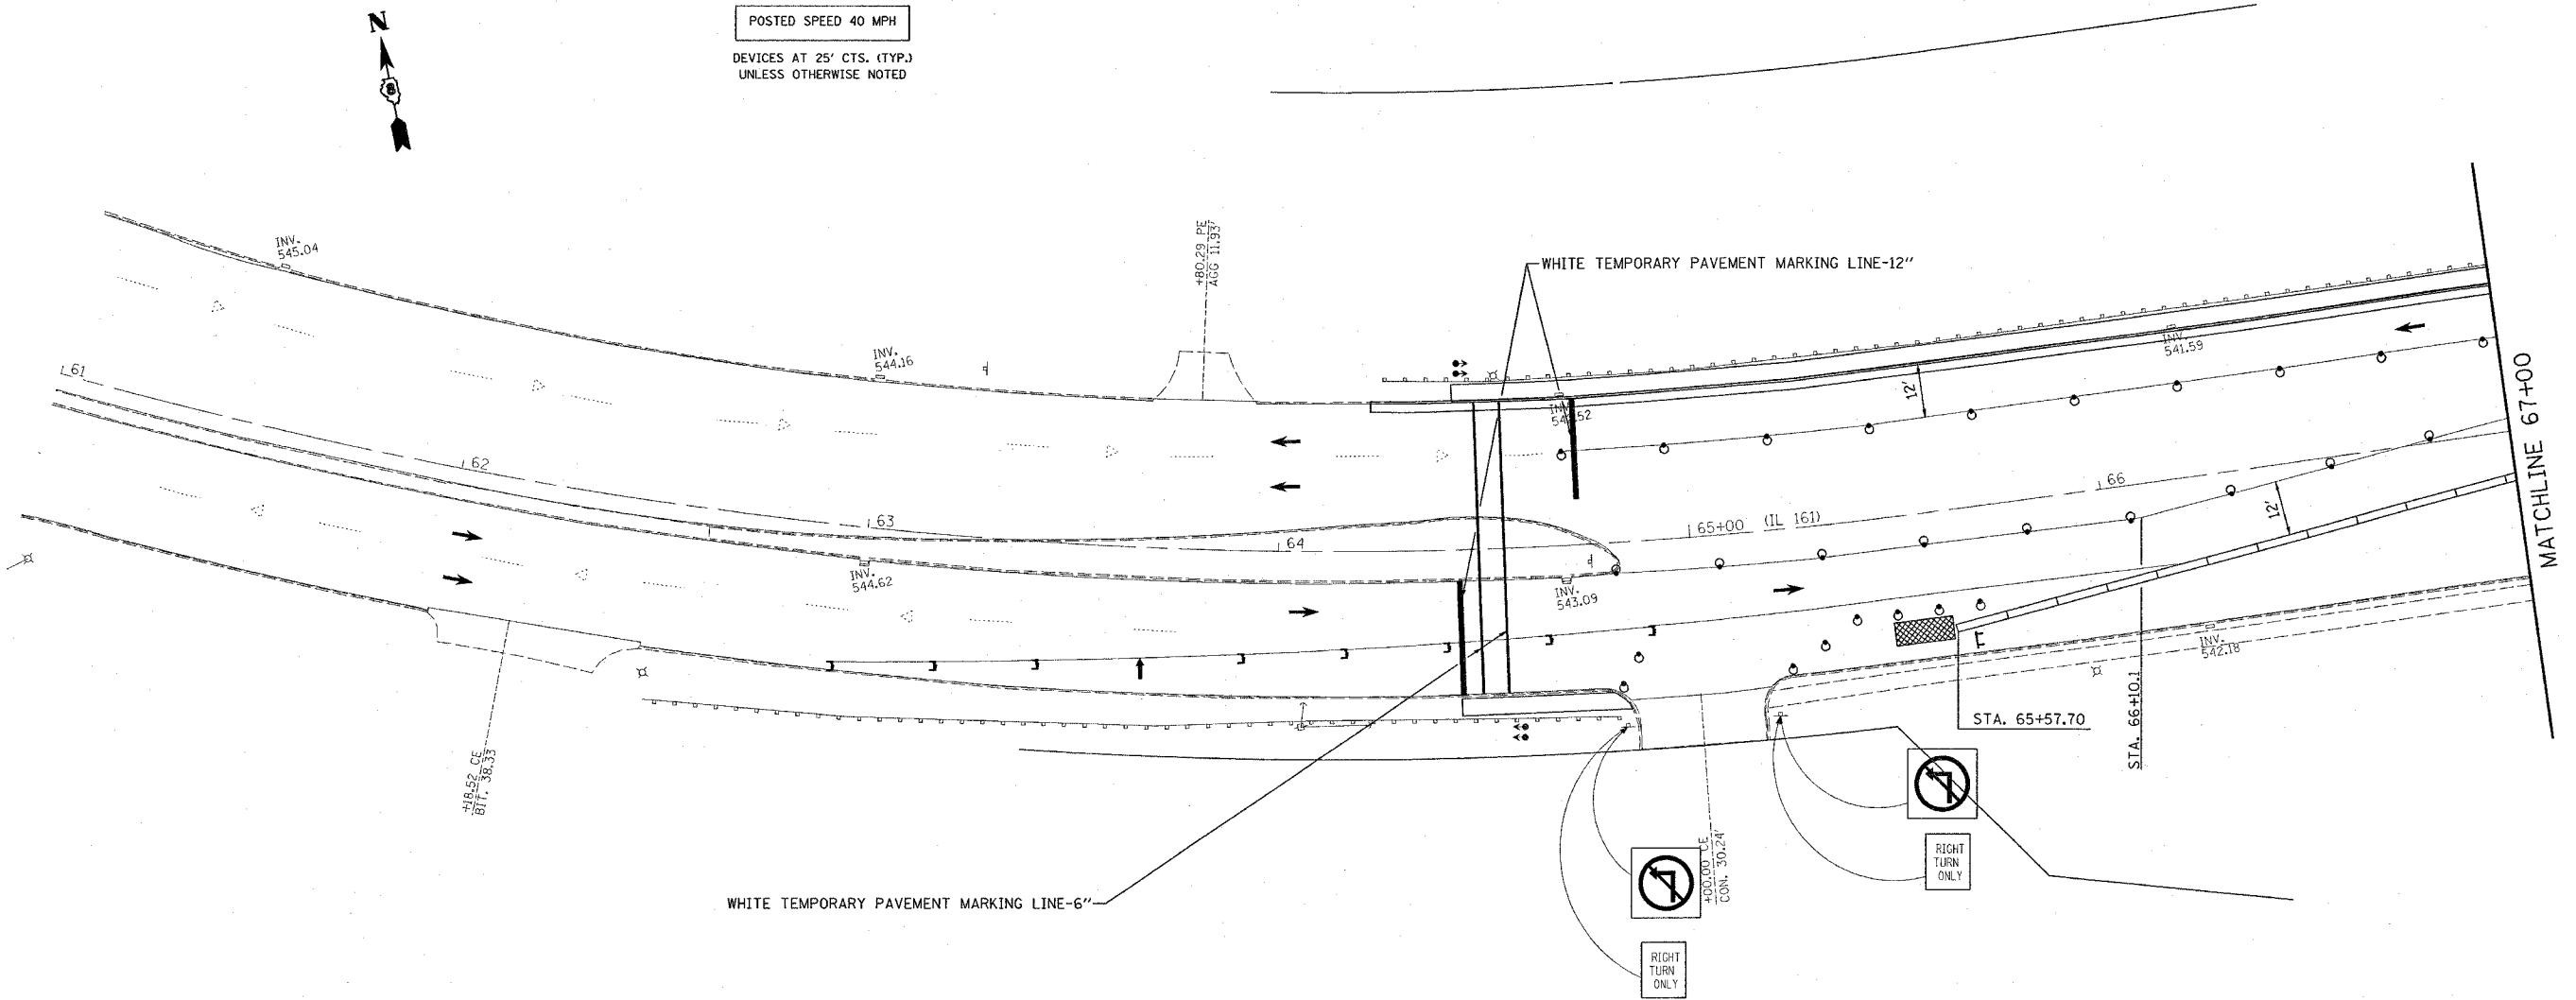 N
8
POSTED SPEED 40 MPH
DEVICES AT 25' CTS. (TYP.)
UNLESS OTHERWISE NOTED
INV.
545.04
+80.29 PE
AGG 11.93'
WHITE TEMPORARY PAVEMENT MARKING LINE-12"
INV.
544.16
INV.
541.59
61
12'
MATCHLINE 67+00
62
63
64
65+00 (IL 161)
66
12'
INV.
544.62
INV.
543.09
INV.
542.18
STA. 65+57.70
STA. 66+10.1
+18.52 CE
BIT. 38.33
+00.00 CE
CON. 30.24'
WHITE TEMPORARY PAVEMENT MARKING LINE-6"
RIGHT
TURN
ONLY
RIGHT
TURN
ONLY